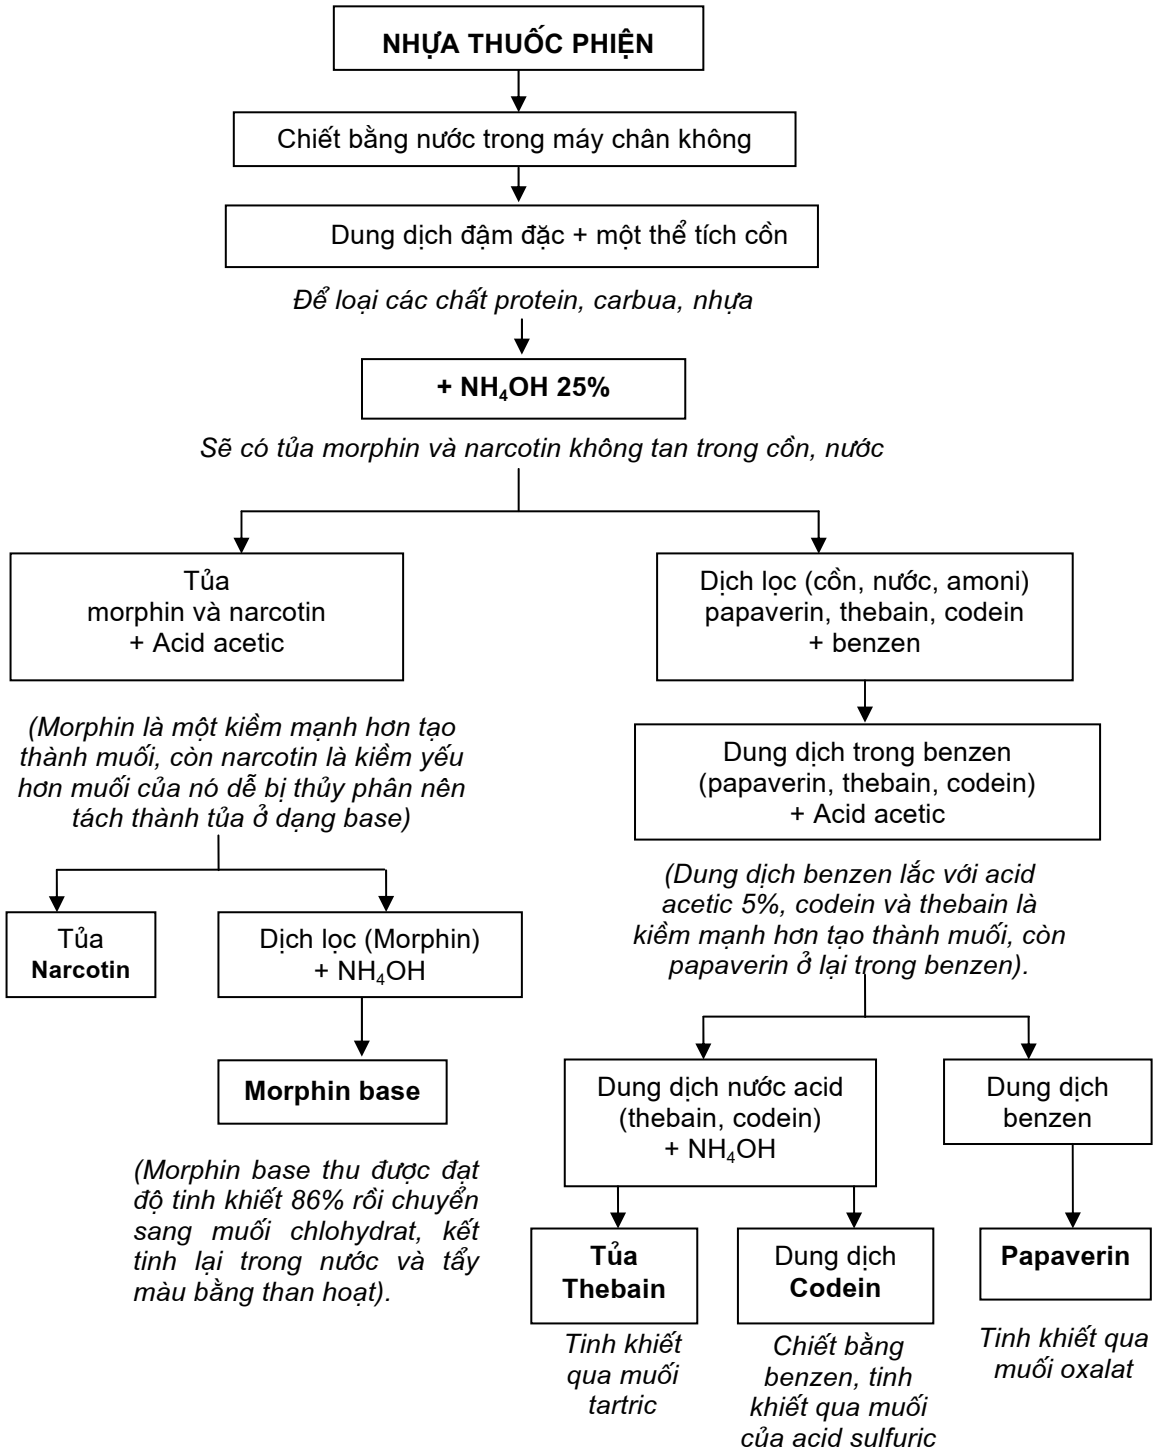 NHỰA THUỐC PHIỆN
Chiết bằng nước trong máy chân không
Dung dịch đậm đặc + một thể tích cồn
Để loại các chất protein, carbua, nhựa
+ NH₄OH 25%
Sẽ có tủa morphin và narcotin không tan trong cồn, nước
Tủa
morphin và narcotin
+ Acid acetic
Dịch lọc (cồn, nước, amoni)
papaverin, thebain, codein
+ benzen
(Morphin là một kiềm mạnh hơn tạo
thành muối, còn narcotin là kiềm yếu
hơn muối của nó dễ bị thủy phân nên
tách thành tủa ở dạng base)
Dung dịch trong benzen
(papaverin, thebain, codein)
+ Acid acetic
(Dung dịch benzen lắc với acid
acetic 5%, codein và thebain là
kiềm mạnh hơn tạo thành muối, còn
papaverin ở lại trong benzen).
Tủa
Narcotin
Dịch lọc (Morphin)
+ NH₄OH
Morphin base
(Morphin base thu được đạt
độ tinh khiết 86% rồi chuyển
sang muối chlohydrat, kết
tinh lại trong nước và tẩy
màu bằng than hoạt).
Dung dịch nước acid
(thebain, codein)
+ NH₄OH
Dung dịch
benzen
Tủa
Thebain
Dung dịch
Codein
Papaverin
Tinh khiết
qua muối
tartric
Chiết bằng
benzen, tinh
khiết qua muối
của acid sulfuric
Tinh khiết qua
muối oxalat